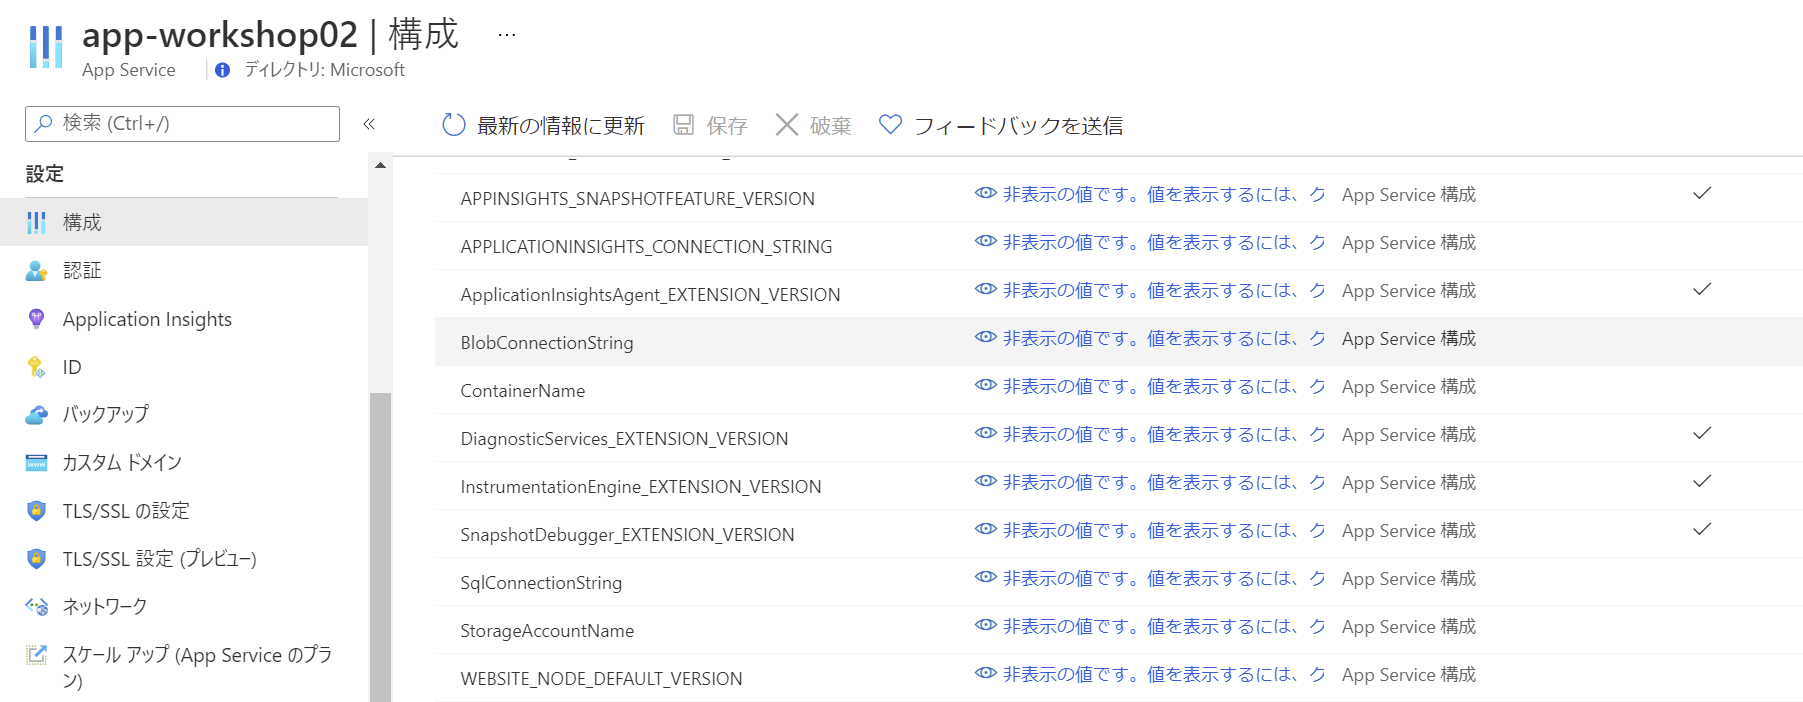 app-workshop02 | 構成 ...
App Service ディレクトリ: Microsoft
検索 (Ctrl+/)
«
最新の情報に更新 保存 破棄 フィードバックを送信
設定
構成
認証
Application Insights
ID
バックアップ
カスタム ドメイン
TLS/SSL の設定
TLS/SSL 設定 (プレビュー)
ネットワーク
スケール アップ (App Service のプラ
ン)
APPINSIGHTS_SNAPSHOTFEATURE_VERSION 非表示の値です。値を表示するには、ク App Service 構成
APPLICATIONINSIGHTS_CONNECTION_STRING 非表示の値です。値を表示するには、ク App Service 構成
ApplicationInsightsAgent_EXTENSION_VERSION 非表示の値です。値を表示するには、ク App Service 構成
BlobConnectionString 非表示の値です。値を表示するには、ク App Service 構成
ContainerName 非表示の値です。値を表示するには、ク App Service 構成
DiagnosticServices_EXTENSION_VERSION 非表示の値です。値を表示するには、ク App Service 構成
InstrumentationEngine_EXTENSION_VERSION 非表示の値です。値を表示するには、ク App Service 構成
SnapshotDebugger_EXTENSION_VERSION 非表示の値です。値を表示するには、ク App Service 構成
SqlConnectionString 非表示の値です。値を表示するには、ク App Service 構成
StorageAccountName 非表示の値です。値を表示するには、ク App Service 構成
WEBSITE_NODE_DEFAULT_VERSION 非表示の値です。値を表示するには、ク App Service 構成